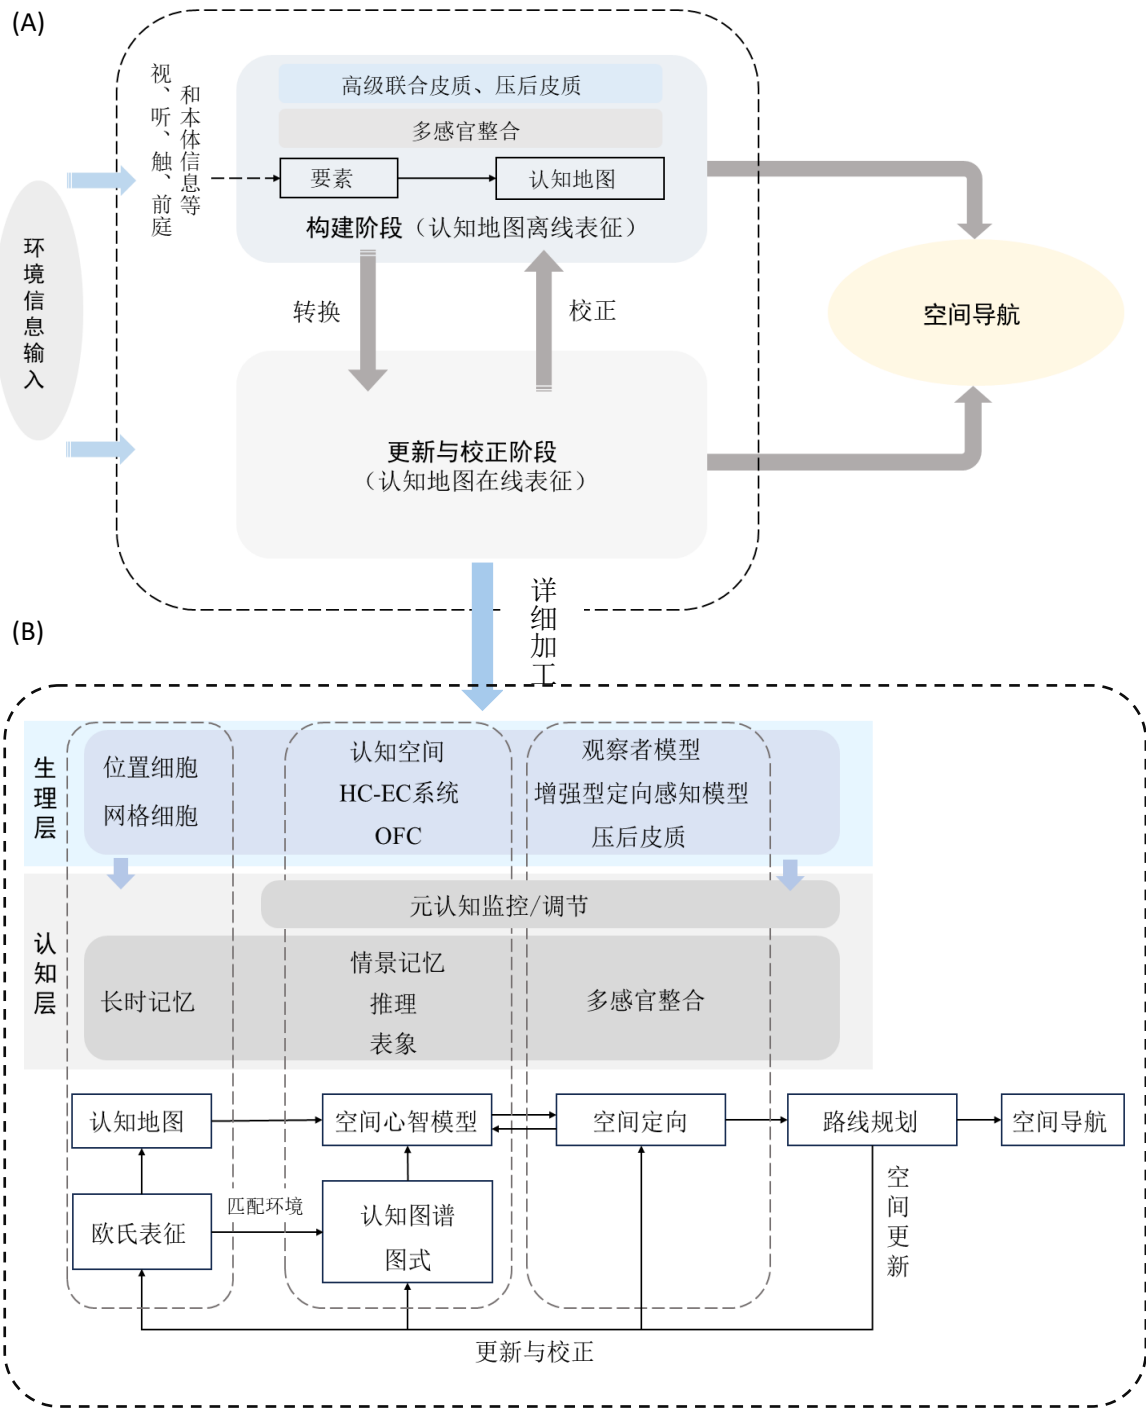 (A)
视、听、触、前庭
和本体信息等
高级联合皮质、压后皮质
多感官整合
要素
认知地图
构建阶段（认知地图离线表征）
环境信息输入
转换
校正
空间导航
更新与校正阶段
（认知地图在线表征）
详细加工
(B)
生理层
位置细胞
网格细胞
认知空间
HC-EC系统
OFC
观察者模型
增强型定向感知模型
压后皮质
认知层
元认知监控/调节
长时记忆
情景记忆
推理
表象
多感官整合
认知地图
空间心智模型
空间定向
路线规划
空间导航
欧氏表征
匹配环境
认知图谱
图式
空间更新
更新与校正